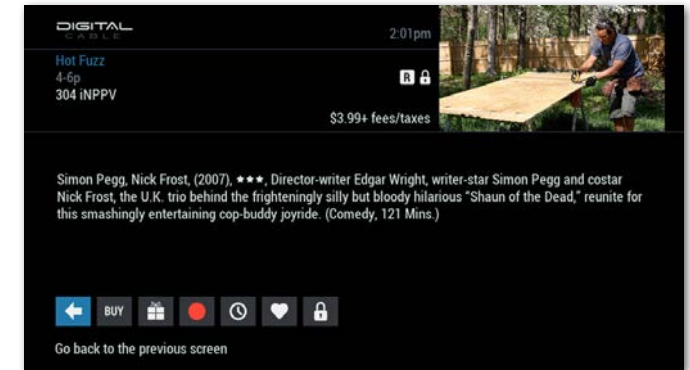 DIGITAL
CABLE
2:01pm
Hot Fuzz
4-6p
R
304 iNPPV
$3.99+ fees/taxes
Simon Pegg, Nick Frost, (2007), ★★★, Director-writer Edgar Wright, writer-star Simon Pegg and costar
Nick Frost, the U.K. trio behind the frighteningly silly but bloody hilarious “Shaun of the Dead,” reunite for
this smashingly entertaining cop-buddy joyride. (Comedy, 121 Mins.)
BUY
Go back to the previous screen